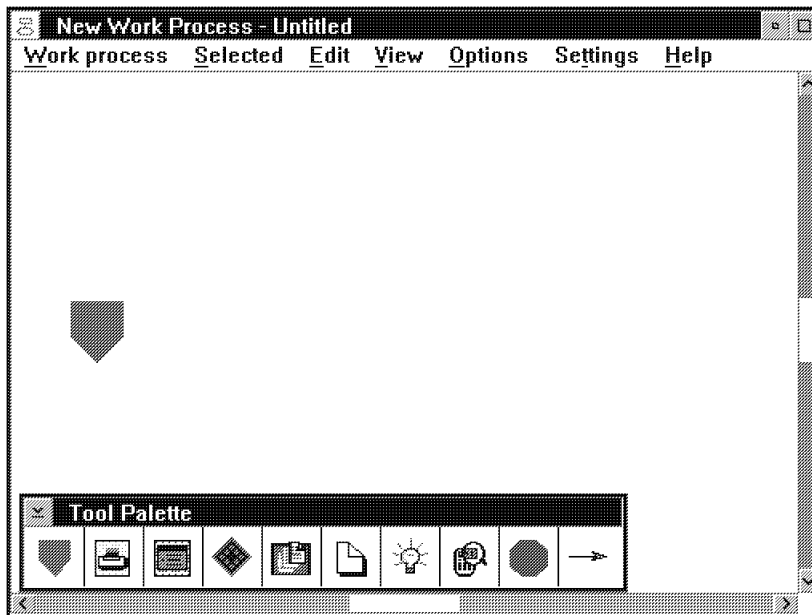 New Work Process - Untitled
Work process Selected Edit View Options Settings Help
Tool Palette